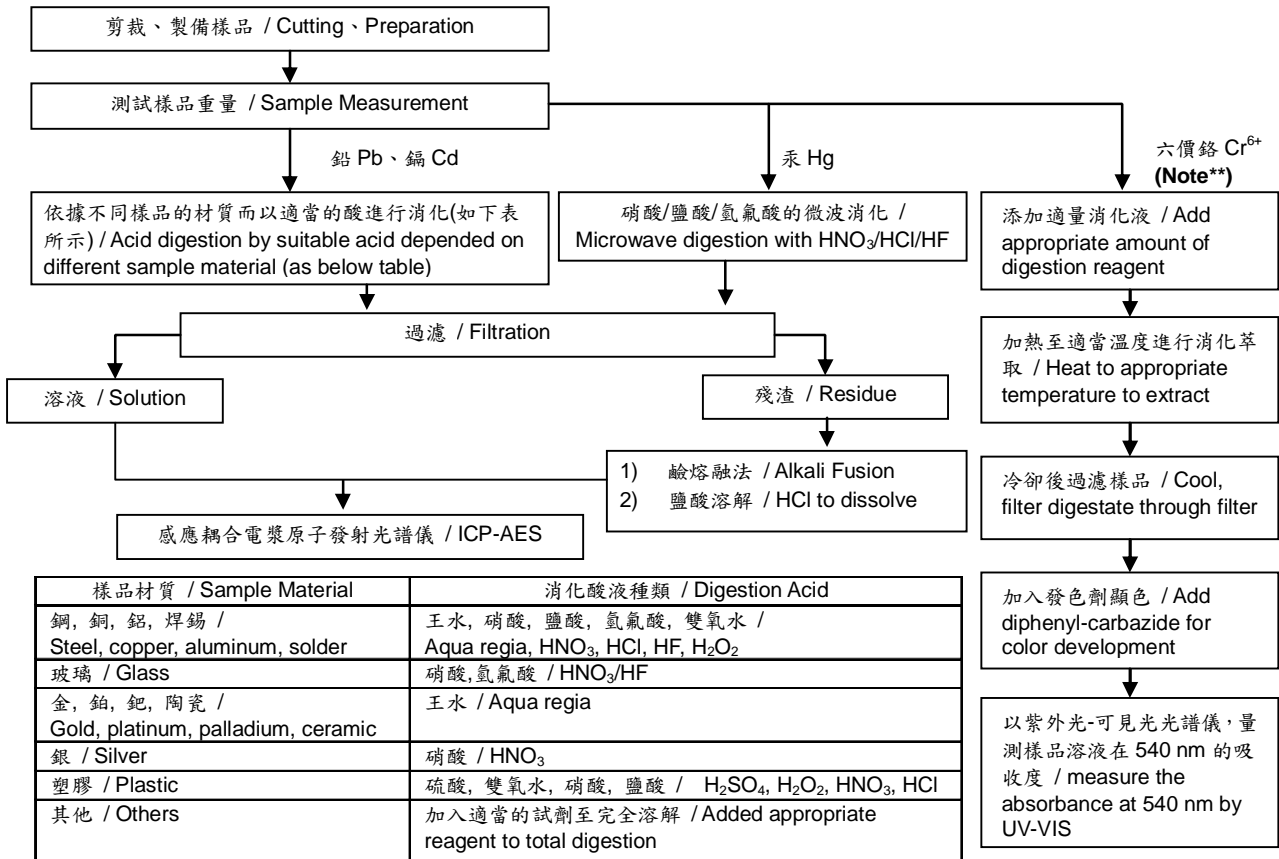 剪裁、製備樣品 / Cutting、Preparation
測試樣品重量 / Sample Measurement
鉛 Pb、鎘 Cd
汞 Hg
六價鉻 Cr⁶⁺
(Note**)
依據不同樣品的材質而以適當的酸進行消化(如下表
所示) / Acid digestion by suitable acid depended on
different sample material (as below table)
硝酸/鹽酸/氫氟酸的微波消化 /
Microwave digestion with HNO₃/HCl/HF
添加適量消化液 / Add
appropriate amount of
digestion reagent
過濾 / Filtration
加熱至適當溫度進行消化萃
取 / Heat to appropriate
temperature to extract
溶液 / Solution
殘渣 / Residue
1) 鹼熔融法 / Alkali Fusion
2) 鹽酸溶解 / HCl to dissolve
冷卻後過濾樣品 / Cool,
filter digestate through filter
感應耦合電漿原子發射光譜儀 / ICP-AES
加入發色劑顯色 / Add
diphenyl-carbazide for
color development
以紫外光-可見光光譜儀，量
測樣品溶液在 540 nm 的吸
收度 / measure the
absorbance at 540 nm by
UV-VIS
樣品材質 / Sample Material
消化酸液種類 / Digestion Acid
鋼, 銅, 鋁, 焊錫 /
Steel, copper, aluminum, solder
王水, 硝酸, 鹽酸, 氫氟酸, 雙氧水 /
Aqua regia, HNO₃, HCl, HF, H₂O₂
玻璃 / Glass
硝酸,氫氟酸 / HNO₃/HF
金, 鉑, 鈀, 陶瓷 /
Gold, platinum, palladium, ceramic
王水 / Aqua regia
銀 / Silver
硝酸 / HNO₃
塑膠 / Plastic
硫酸, 雙氧水, 硝酸, 鹽酸 / H₂SO₄, H₂O₂, HNO₃, HCl
其他 / Others
加入適當的試劑至完全溶解 / Added appropriate
reagent to total digestion